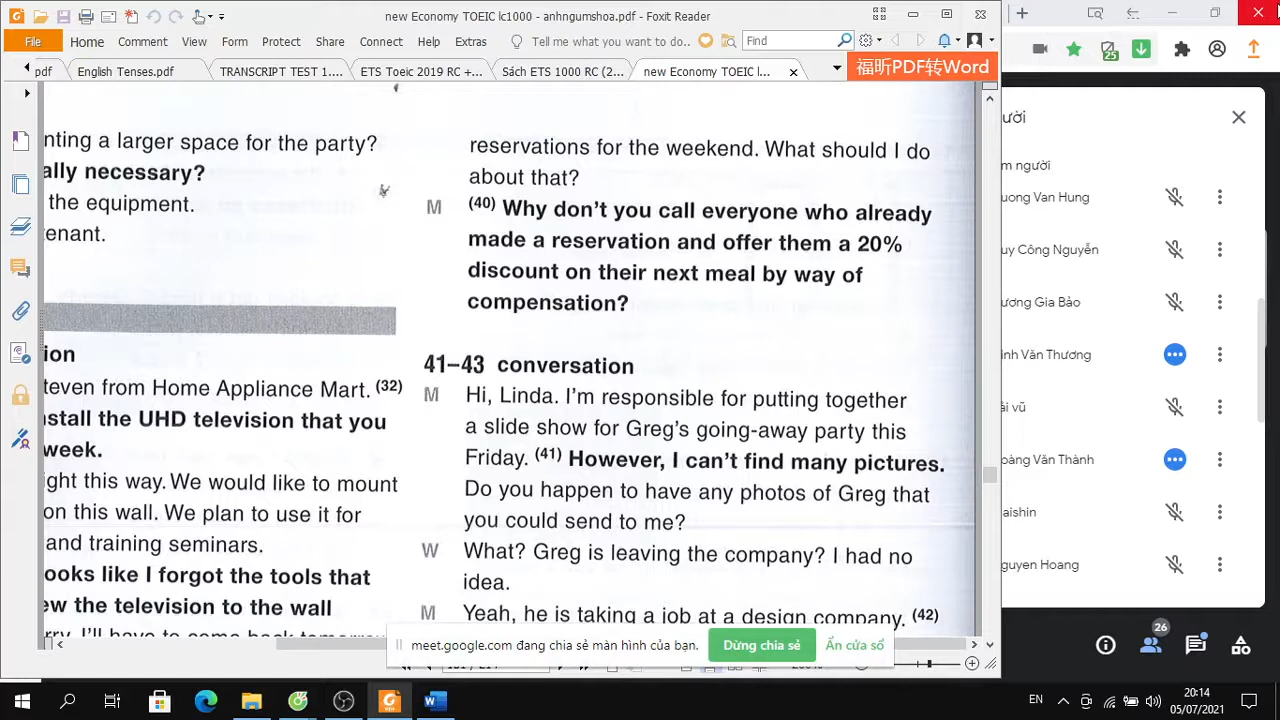 new Economy TOEIC lc1000 - anhngumshoa.pdf - Foxit Reader
File Home Comment View Form Protect Share Connect Help Extras Tell me what you want to do.. Find
pdf English Tenses.pdf TRANSCRIPT TEST 1.... ETS Toeic 2019 RC +... Sách ETS 1000 RC (2... new Economy TOEIC l... 福昕PDF转Word
25
nting a larger space for the party?
ally necessary?
the equipment.
tenant.
ion
teven from Home Appliance Mart. (32)
nstall the UHD television that you
week.
ight this way. We would like to mount
on this wall. We plan to use it for
and training seminars.
ooks like I forgot the tools that
ew the television to the wall
rry, I'll have to come back tomorrow
reservations for the weekend. What should I do
about that?
M (40) Why don't you call everyone who already
made a reservation and offer them a 20%
discount on their next meal by way of
compensation?
41–43 conversation
M Hi, Linda. I'm responsible for putting together
a slide show for Greg's going-away party this
Friday. (41) However, I can't find many pictures.
Do you happen to have any photos of Greg that
you could send to me?
W What? Greg is leaving the company? I had no
idea.
M Yeah, he is taking a job at a design company. (42)
meet.google.com đang chia sẻ màn hình của bạn. Dừng chia sẻ Ẩn cửa sổ
ười
m người
uong Van Hung
uy Công Nguyễn
ương Gia Bảo
inh Văn Thương
ải vũ
oàng Văn Thành
aishin
guyen Hoang
26
EN
20:14
05/07/2021